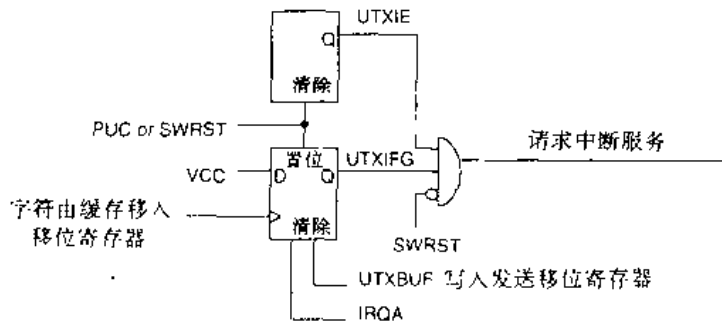 UTXIE
Q
清除
PUC or SWRST
置位
UTXIFG
VCC
D
Q
请求中断服务
字符由缓存移入
移位寄存器
清除
SWRST
UTXBUF 写入发送移位寄存器
IRQA